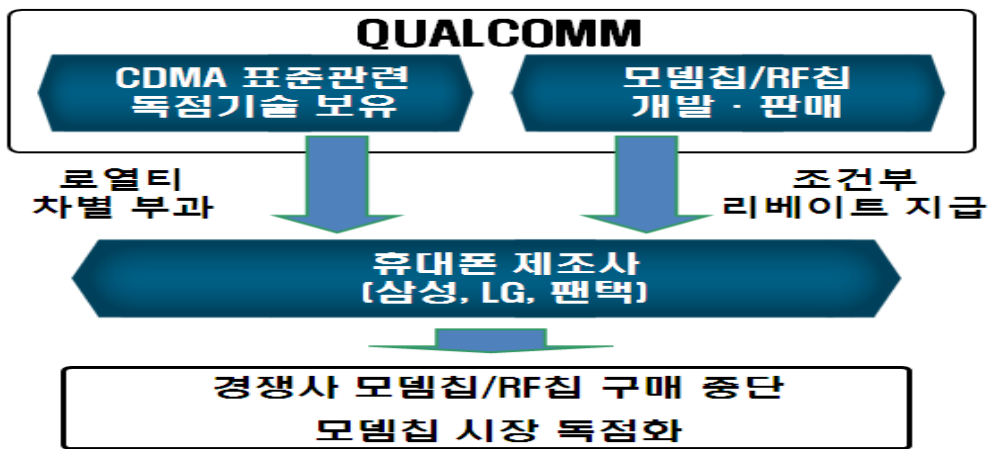 QUALCOMM
CDMA 표준관련
독점기술 보유
모뎀칩/RF칩
개발 · 판매
로열티
차별 부과
조건부
리베이트 지급
휴대폰 제조사
(삼성, LG, 팬택)
경쟁사 모뎀칩/RF칩 구매 중단
모뎀칩 시장 독점화